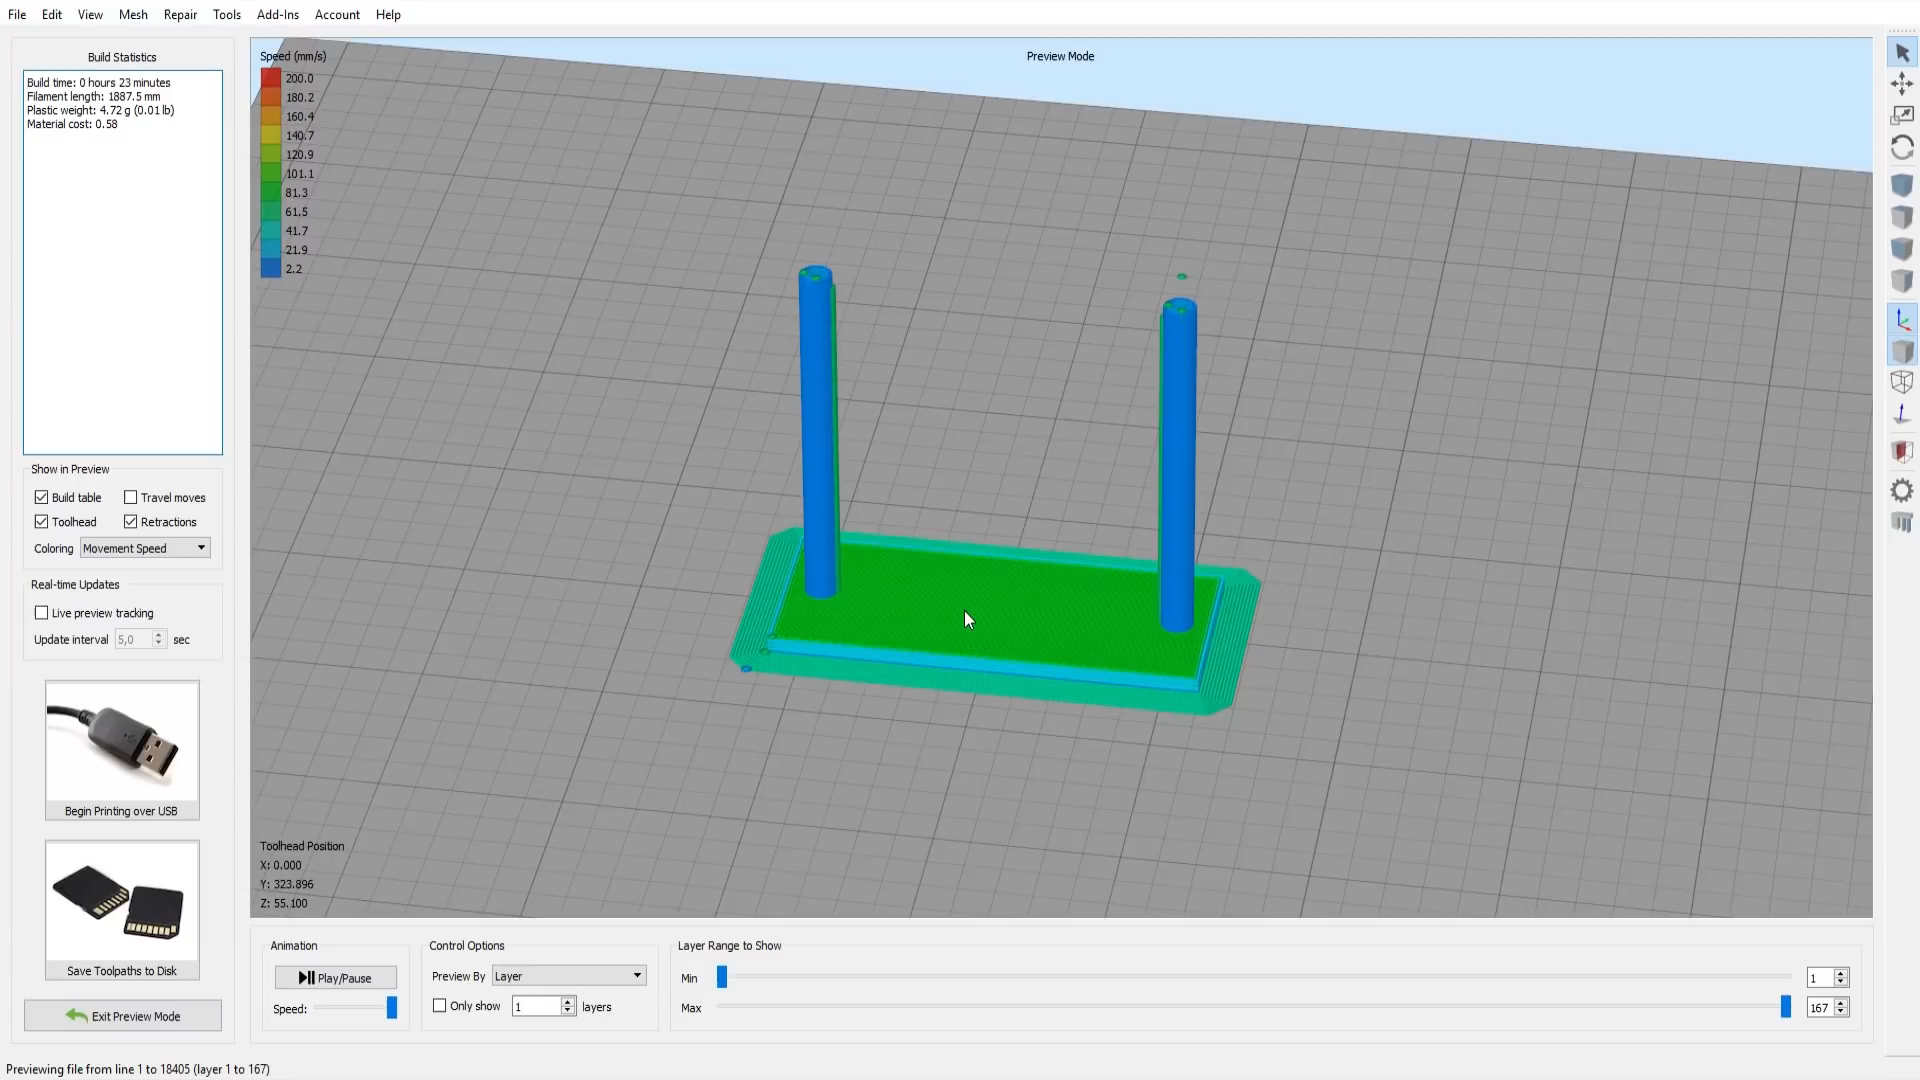 File Edit View Mesh Repair Tools Add-Ins Account Help
Build Statistics
Build time: 0 hours 23 minutes
Filament length: 1887.5 mm
Plastic weight: 4.72 g (0.01 lb)
Material cost: 0.58
Show in Preview
Build table Travel moves
Toolhead Retractions
Coloring Movement Speed
Real-time Updates
Live preview tracking
Update interval 5,0 sec
Begin Printing over USB
Save Toolpaths to Disk
Exit Preview Mode
Speed (mm/s)
200.0
180.2
160.4
140.7
120.9
101.1
81.3
61.5
41.7
21.9
2.2
Preview Mode
Toolhead Position
X: 0.000
Y: 323.896
Z: 55.100
Animation
Play/Pause
Speed:
Control Options
Preview By Layer
Only show 1 layers
Layer Range to Show
Min 1
Max 167
Previewing file from line 1 to 18405 (layer 1 to 167)